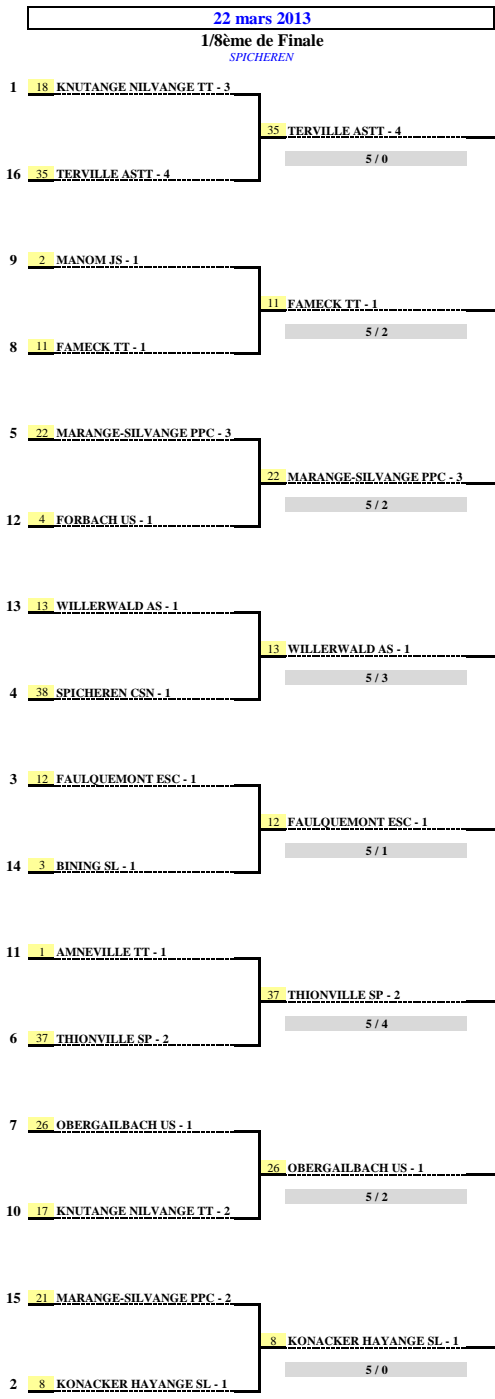 22 mars 2013
1/8ème de Finale
SPICHEREN
1 18 KNUTANGE NILVANGE TT - 3
35 TERVILLE ASTT - 4
5 / 0
16 35 TERVILLE ASTT - 4
9 2 MANOM JS - 1
11 FAMECK TT - 1
5 / 2
8 11 FAMECK TT - 1
5 22 MARANGE-SILVANGE PPC - 3
22 MARANGE-SILVANGE PPC - 3
5 / 2
12 4 FORBACH US - 1
13 13 WILLERWALD AS - 1
13 WILLERWALD AS - 1
5 / 3
4 38 SPICHEREN CSN - 1
3 12 FAULQUEMONT ESC - 1
12 FAULQUEMONT ESC - 1
5 / 1
14 3 BINING SL - 1
11 1 AMNEVILLE TT - 1
37 THIONVILLE SP - 2
5 / 4
6 37 THIONVILLE SP - 2
7 26 OBERGAILBACH US - 1
26 OBERGAILBACH US - 1
5 / 2
10 17 KNUTANGE NILVANGE TT - 2
15 21 MARANGE-SILVANGE PPC - 2
8 KONACKER HAYANGE SL - 1
5 / 0
2 8 KONACKER HAYANGE SL - 1